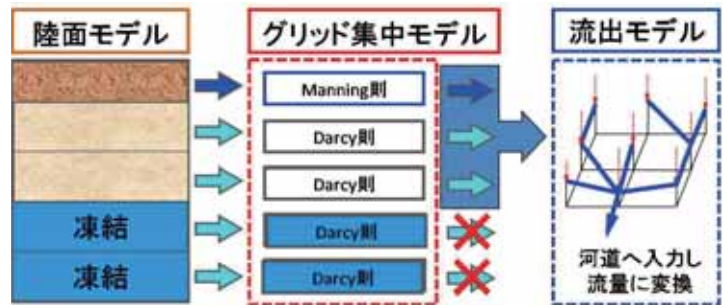 陸面モデル
グリッド集中モデル
流出モデル
Manning則
Darcy則
Darcy則
凍結
Darcy則
凍結
Darcy則
河道へ入力し
流量に変換